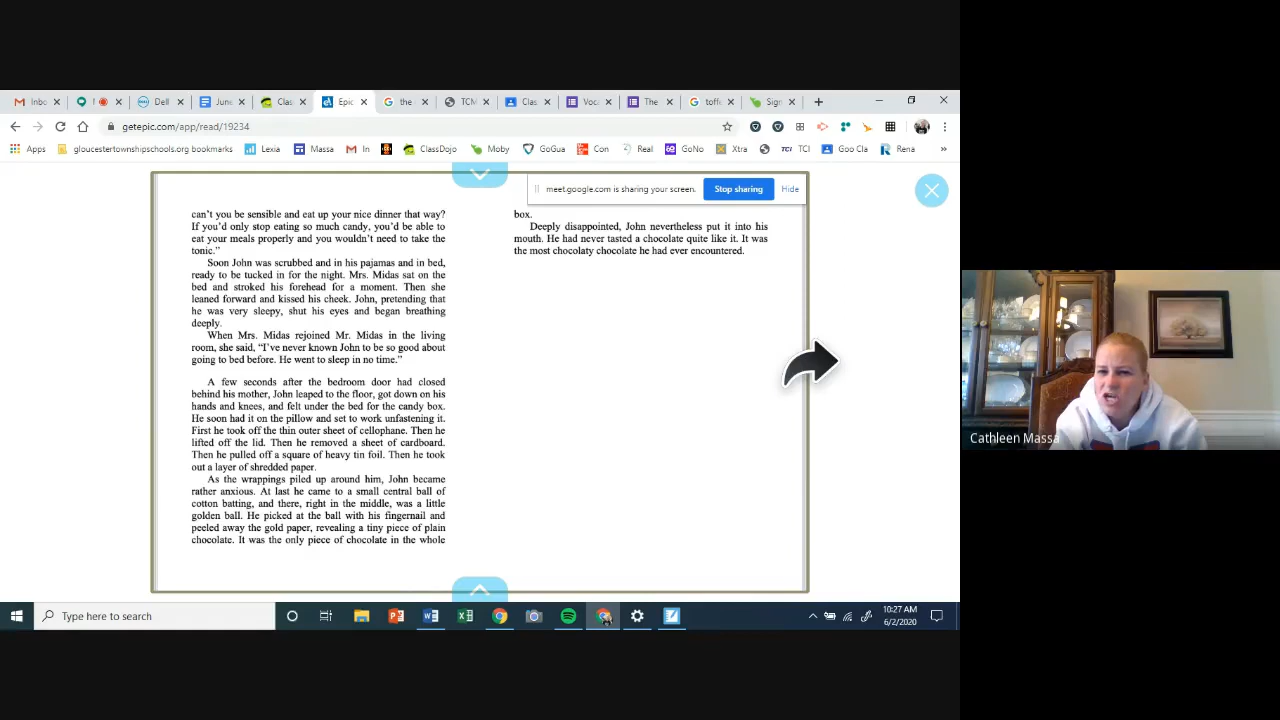 Inbo
Dell
June
Clas
Epic
the
TCM
Clas
Voca
The
toffe
Sign
getepic.com/app/read/19234
Apps
gloucestertownshipschools.org bookmarks
Lexia
Massa
In
ClassDojo
Moby
GoGua
Con
Real
GoNo
Xtra
TCI
TCI
Goo Cla
Rena
meet.google.com is sharing your screen.
Stop sharing
Hide
can't you be sensible and eat up your nice dinner that way?
If you'd only stop eating so much candy, you'd be able to
eat your meals properly and you wouldn't need to take the
tonic."
Soon John was scrubbed and in his pajamas and in bed,
ready to be tucked in for the night. Mrs. Midas sat on the
bed and stroked his forehead for a moment. Then she
leaned forward and kissed his cheek. John, pretending that
he was very sleepy, shut his eyes and began breathing
deeply.
When Mrs. Midas rejoined Mr. Midas in the living
room, she said, "I've never known John to be so good about
going to bed before. He went to sleep in no time."
A few seconds after the bedroom door had closed
behind his mother, John leaped to the floor, got down on his
hands and knees, and felt under the bed for the candy box.
He soon had it on the pillow and set to work unfastening it.
First he took off the thin outer sheet of cellophane. Then he
lifted off the lid. Then he removed a sheet of cardboard.
Then he pulled off a square of heavy tin foil. Then he took
out a layer of shredded paper.
As the wrappings piled up around him, John became
rather anxious. At last he came to a small central ball of
cotton batting, and there, right in the middle, was a little
golden ball. He picked at the ball with his fingernail and
peeled away the gold paper, revealing a tiny piece of plain
chocolate. It was the only piece of chocolate in the whole
box.
Deeply disappointed, John nevertheless put it into his
mouth. He had never tasted a chocolate quite like it. It was
the most chocolaty chocolate he had ever encountered.
Cathleen Massa
Type here to search
10:27 AM
6/2/2020